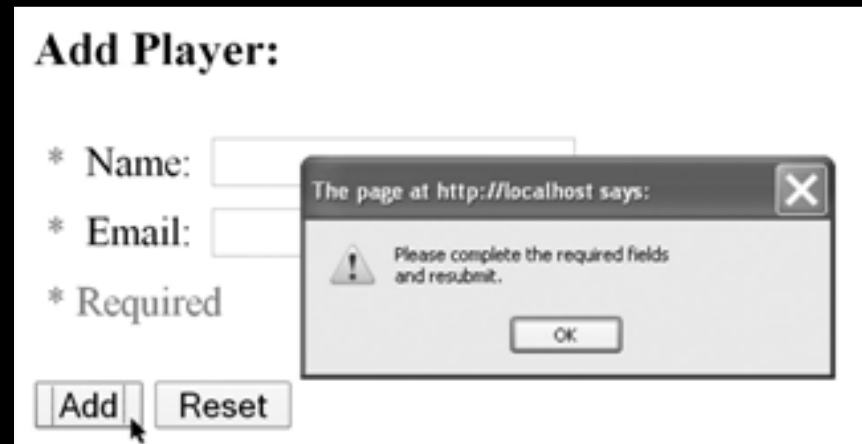 Add Player:
* Name:
* Email:
* Required
Add Reset
The page at http://localhost says:
Please complete the required fields
and resubmit.
OK